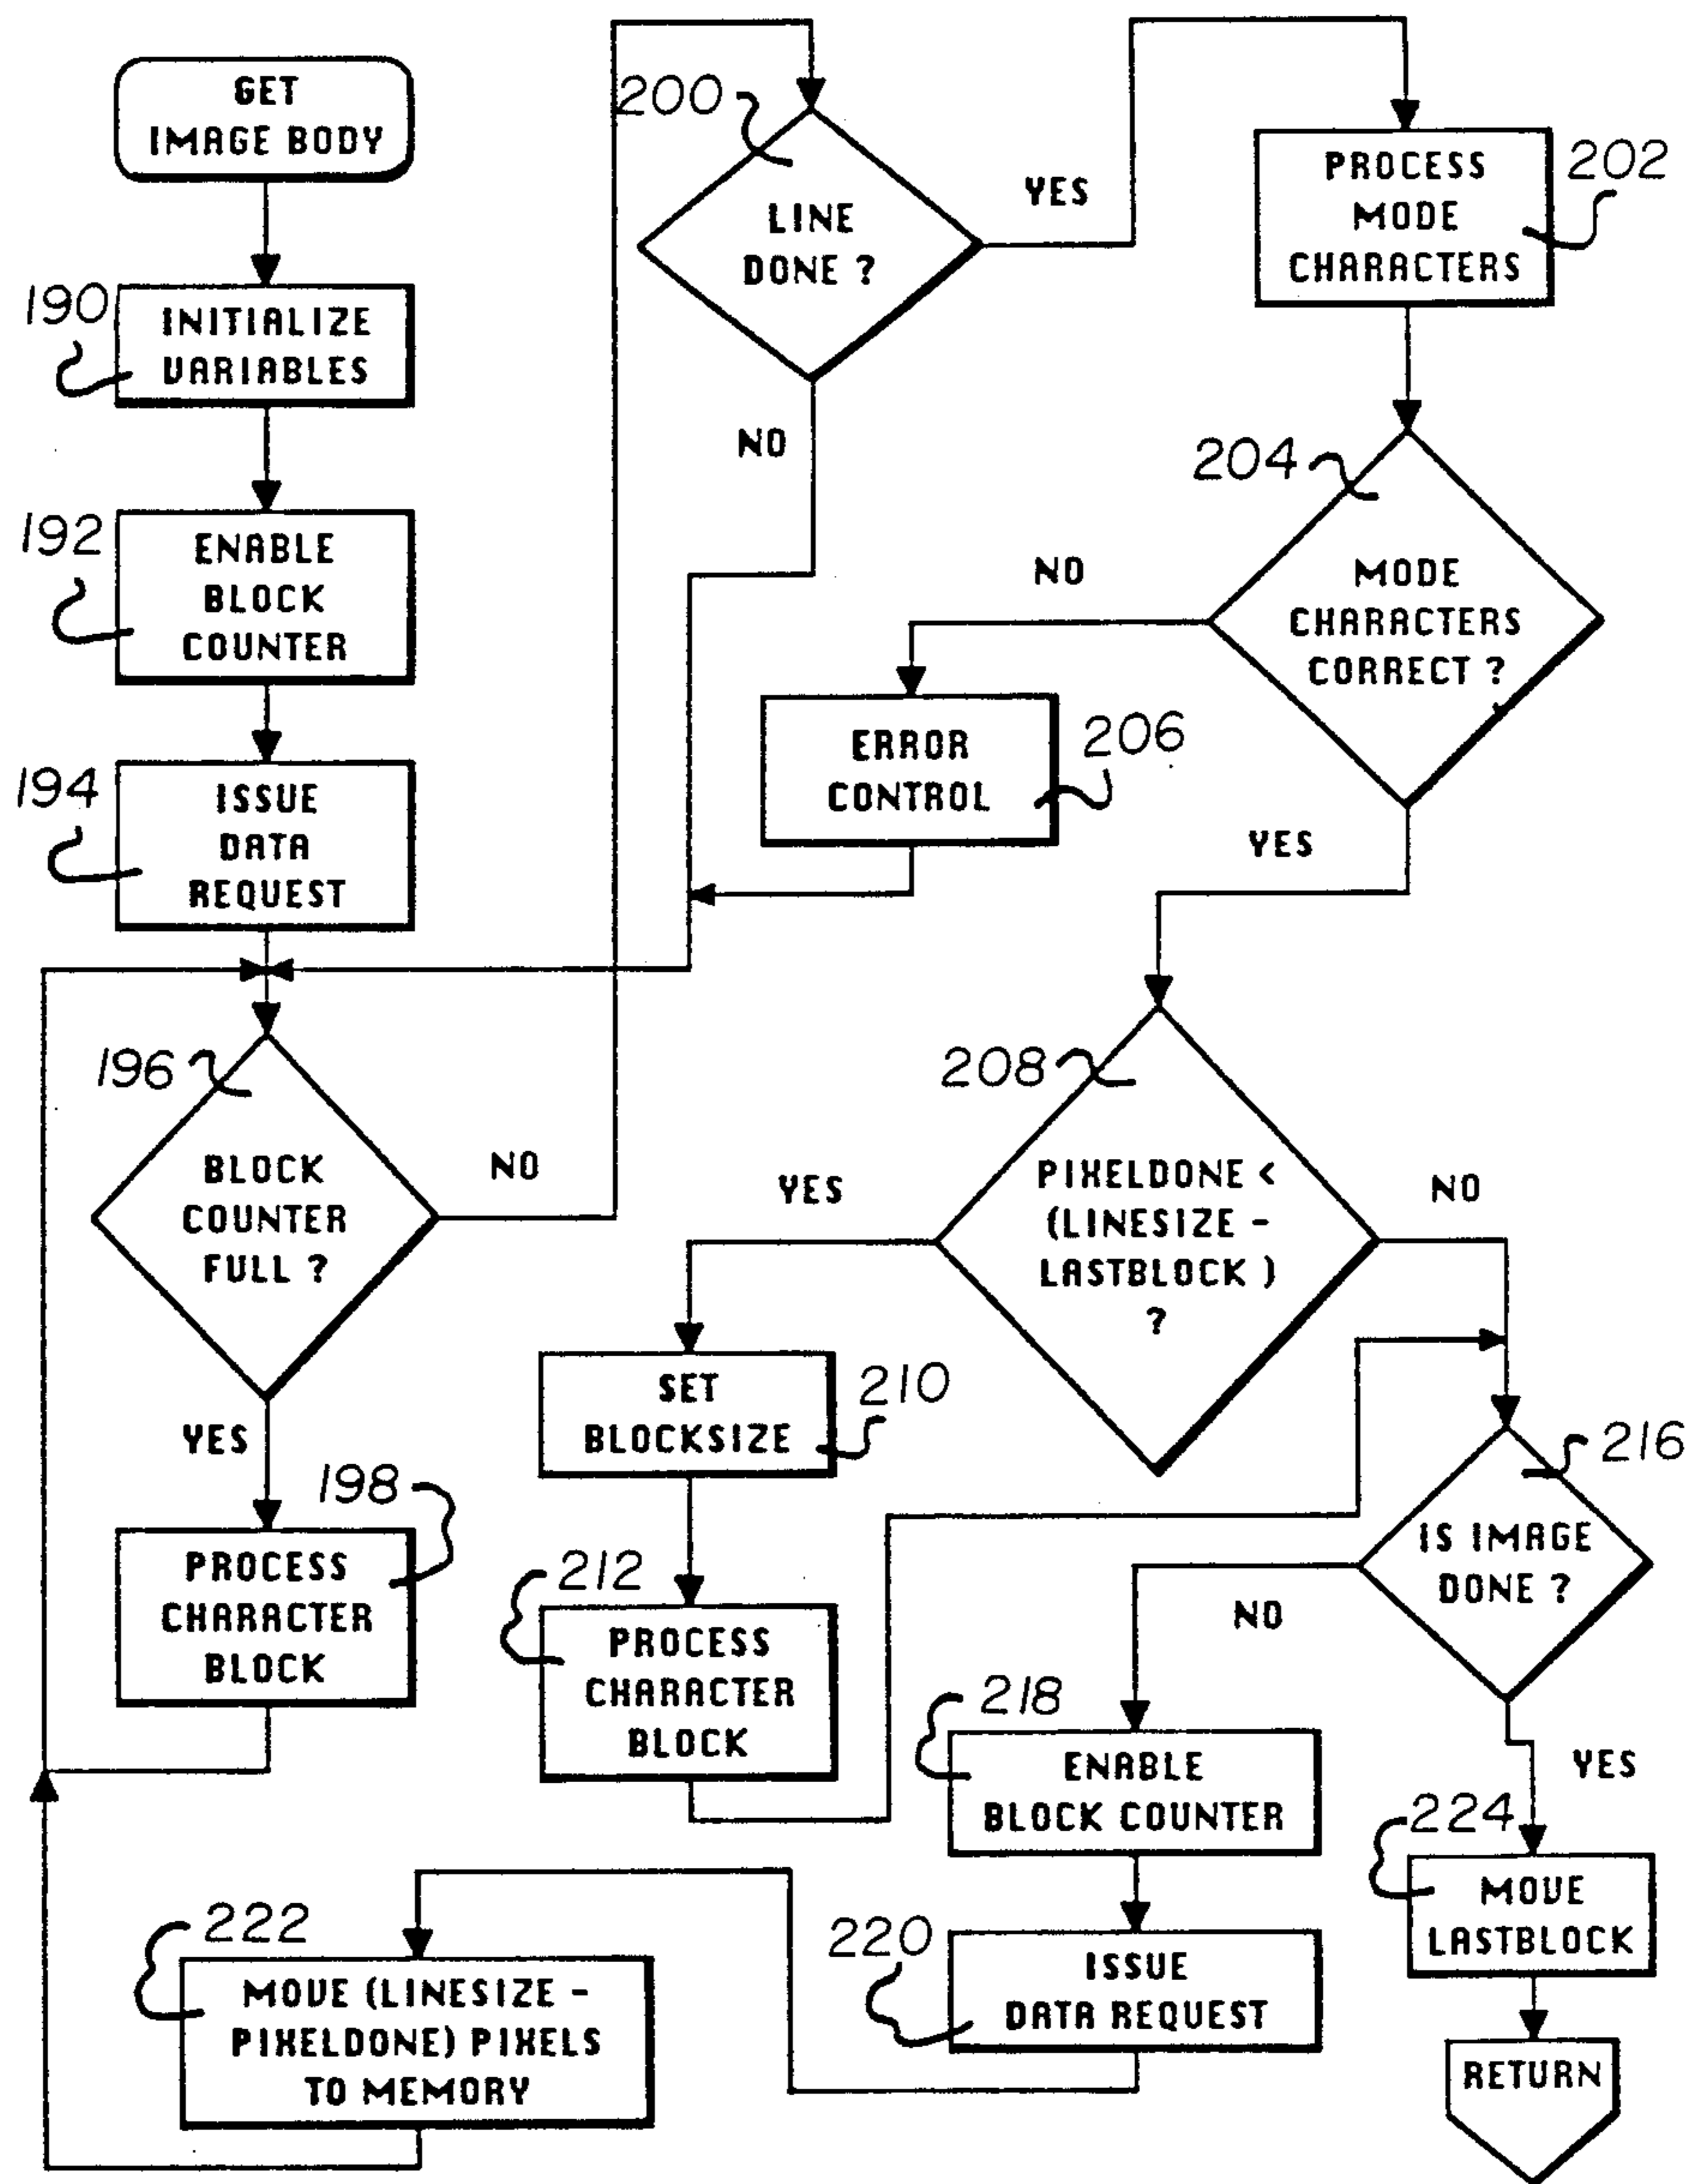 GET
IMAGE BODY
190
INITIALIZE
VARIABLES
192
ENABLE
BLOCK
COUNTER
194
ISSUE
DATA
REQUEST
196
BLOCK
COUNTER
FULL ?
NO
YES
198
PROCESS
CHARACTER
BLOCK
200
LINE
DONE ?
YES
NO
202
PROCESS
MODE
CHARACTERS
204
MODE
CHARACTERS
CORRECT ?
NO
YES
206
ERROR
CONTROL
208
PIXELDONE <
(LINESIZE -
LASTBLOCK )
?
YES
NO
210
SET
BLOCKSIZE
212
PROCESS
CHARACTER
BLOCK
216
IS IMAGE
DONE ?
NO
YES
218
ENABLE
BLOCK COUNTER
220
ISSUE
DATA REQUEST
222
MOVE (LINESIZE -
PIXELDONE) PIXELS
TO MEMORY
224
MOVE
LASTBLOCK
RETURN